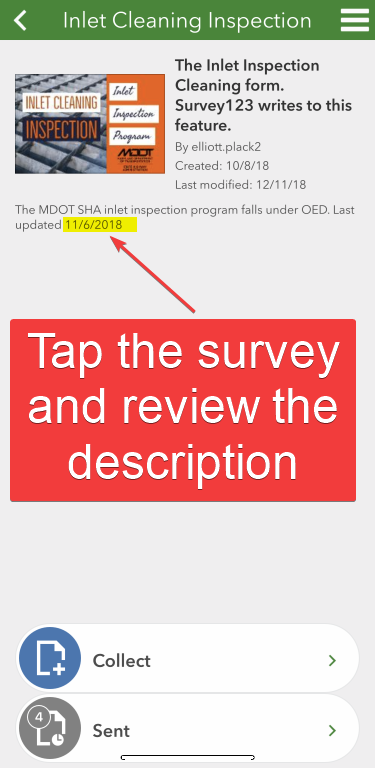 Inlet Cleaning Inspection
INLET CLEANING
INSPECTION
Inlet
Inspection
Program
MDOT
The Inlet Inspection
Cleaning form.
Survey123 writes to this
feature.
By elliott.plack2
Created: 10/8/18
Last modified: 12/11/18
The MDOT SHA inlet inspection program falls under OED. Last
updated 11/6/2018
Tap the survey
and review the
description
Collect
4
Sent